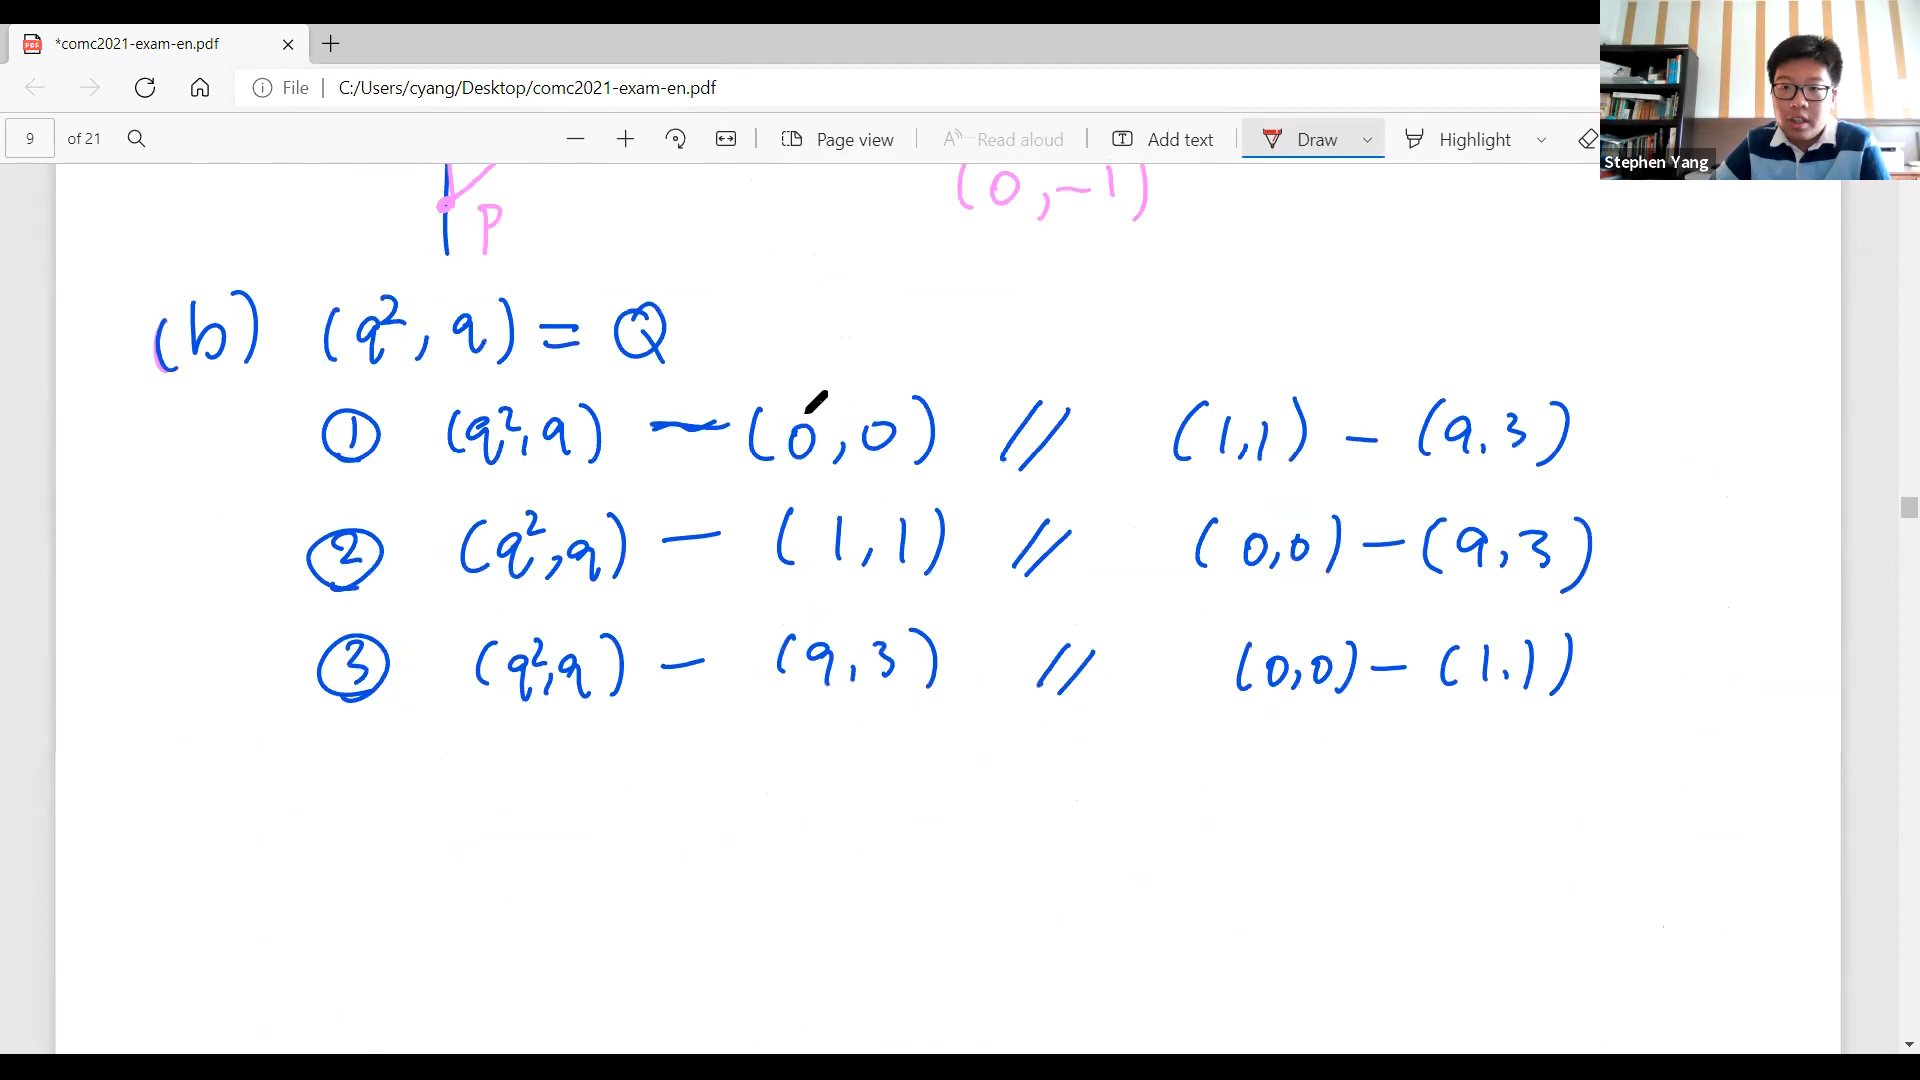 *comc2021-exam-en.pdf
File | C:/Users/cyang/Desktop/comc2021-exam-en.pdf
9 of 21 Page view Read aloud Add text Draw Highlight
Stephen Yang
(0,-1)
P
(b) (q², q) = Q
① (q², q) — (0,0) // (1,1) — (9,3)
② (q², q) — (1,1) // (0,0) — (9,3)
③ (q², q) — (9,3) // (0,0) — (1,1)